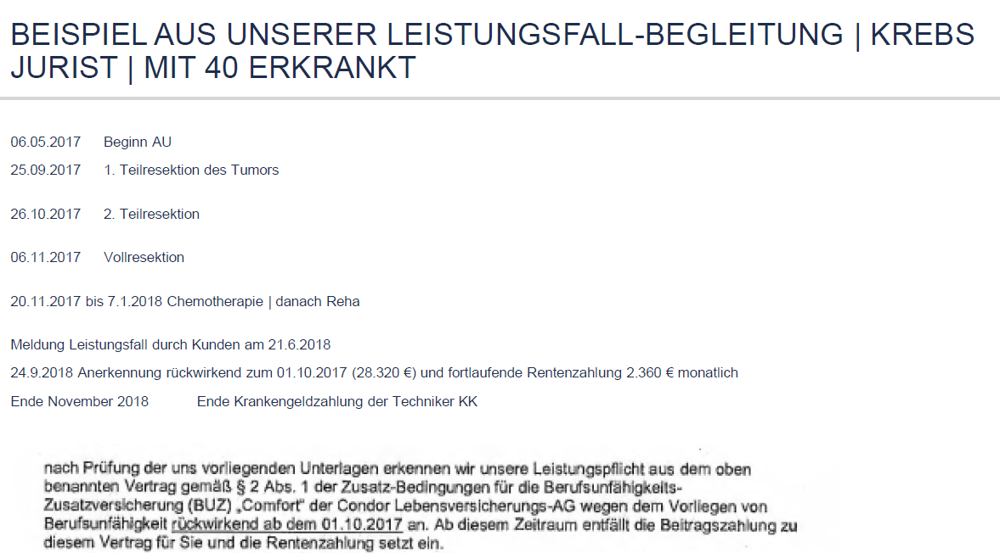 BEISPIEL AUS UNSERER LEISTUNGSFALL-BEGLEITUNG | KREBS
JURIST | MIT 40 ERKRANKT
06.05.2017 Beginn AU
25.09.2017 1. Teilresektion des Tumors
26.10.2017 2. Teilresektion
06.11.2017 Vollresektion
20.11.2017 bis 7.1.2018 Chemotherapie | danach Reha
Meldung Leistungsfall durch Kunden am 21.6.2018
24.9.2018 Anerkennung rückwirkend zum 01.10.2017 (28.320 €) und fortlaufende Rentenzahlung 2.360 € monatlich
Ende November 2018 Ende Krankengeldzahlung der Techniker KK
nach Prüfung der uns vorliegenden Unterlagen erkennen wir unsere Leistungspflicht aus dem oben
benannten Vertrag gemäß § 2 Abs. 1 der Zusatz-Bedingungen für die Berufsunfähigkeits-
Zusatzversicherung (BUZ) „Comfort“ der Condor Lebensversicherungs-AG wegen dem Vorliegen von
Berufsunfähigkeit rückwirkend ab dem 01.10.2017 an. Ab diesem Zeitraum entfällt die Beitragszahlung zu
diesem Vertrag für Sie und die Rentenzahlung setzt ein.